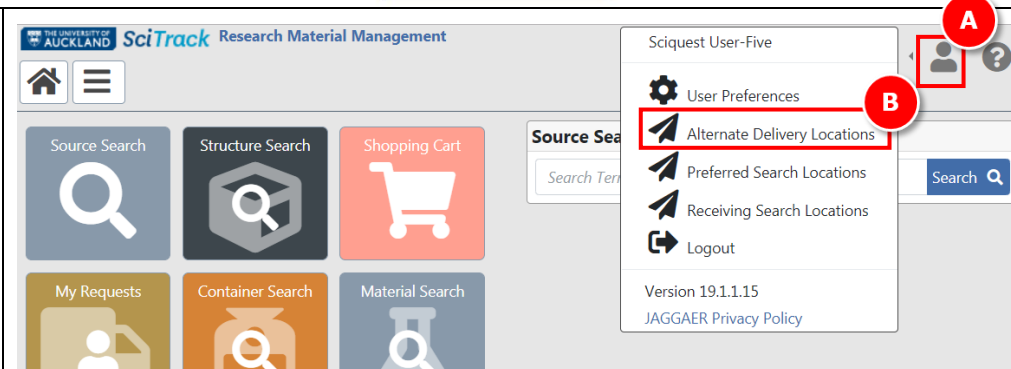 A
THE UNIVERSITY OF
AUCKLAND
SciTrack Research Material Management
Sciquest User-Five
?
User Preferences
B
Alternate Delivery Locations
Preferred Search Locations
Receiving Search Locations
Logout
Version 19.1.1.15
JAGGAER Privacy Policy
Source Search
Structure Search
Shopping Cart
Source Sea
Search Ter
Search
My Requests
Container Search
Material Search